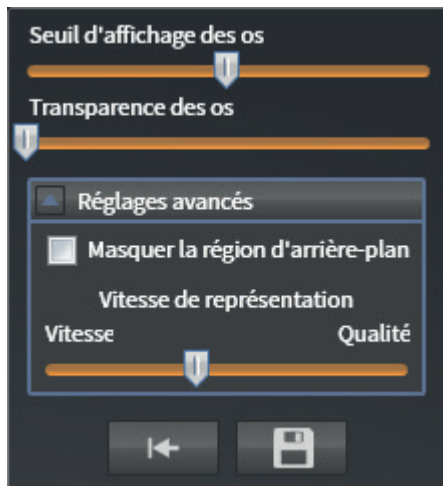 Seuil d'affichage des os
Transparence des os
Réglages avancés
Masquer la région d'arrière-plan
Vitesse de représentation
Vitesse Qualité